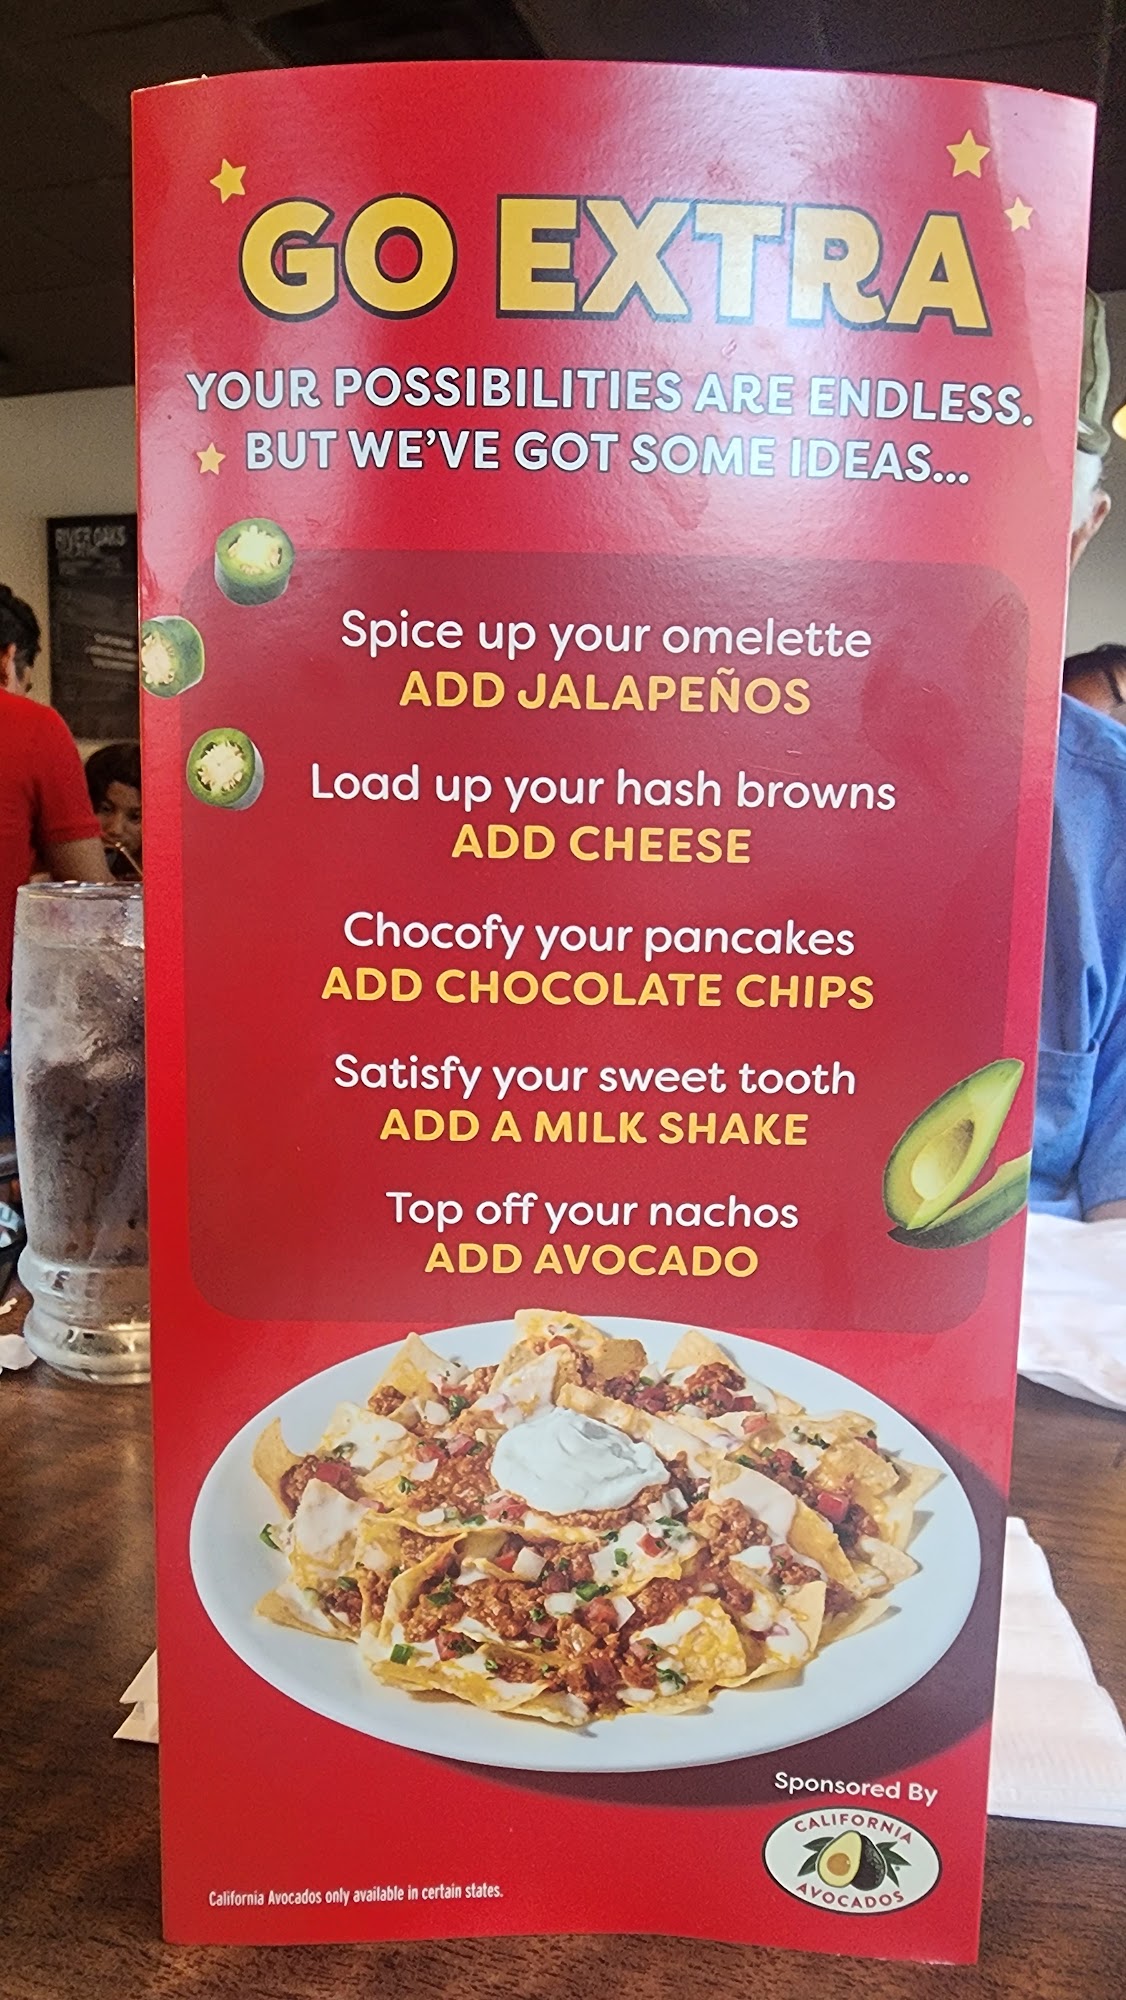 GO EXTRA
YOUR POSSIBILITIES ARE ENDLESS.
BUT WE'VE GOT SOME IDEAS...
RIVER OAKS
Spice up your omelette
ADD JALAPEÑOS
Load up your hash browns
ADD CHEESE
Chocofy your pancakes
ADD CHOCOLATE CHIPS
Satisfy your sweet tooth
ADD A MILK SHAKE
Top off your nachos
ADD AVOCADO
Sponsored By
CALIFORNIA
AVOCADOS
California Avocados only available in certain states.